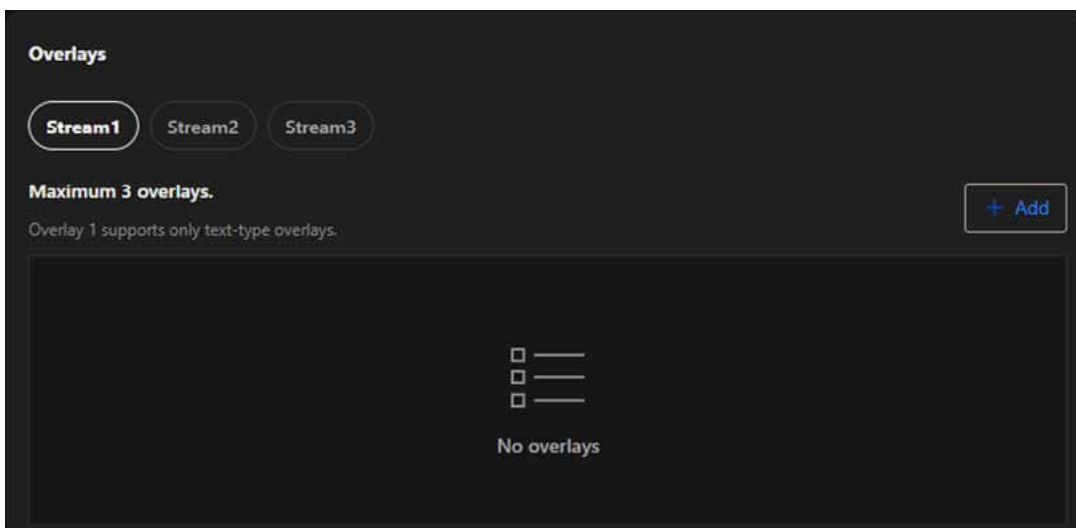 Overlays
Stream1 Stream2 Stream3
Maximum 3 overlays.
+ Add
Overlay 1 supports only text-type overlays.
No overlays